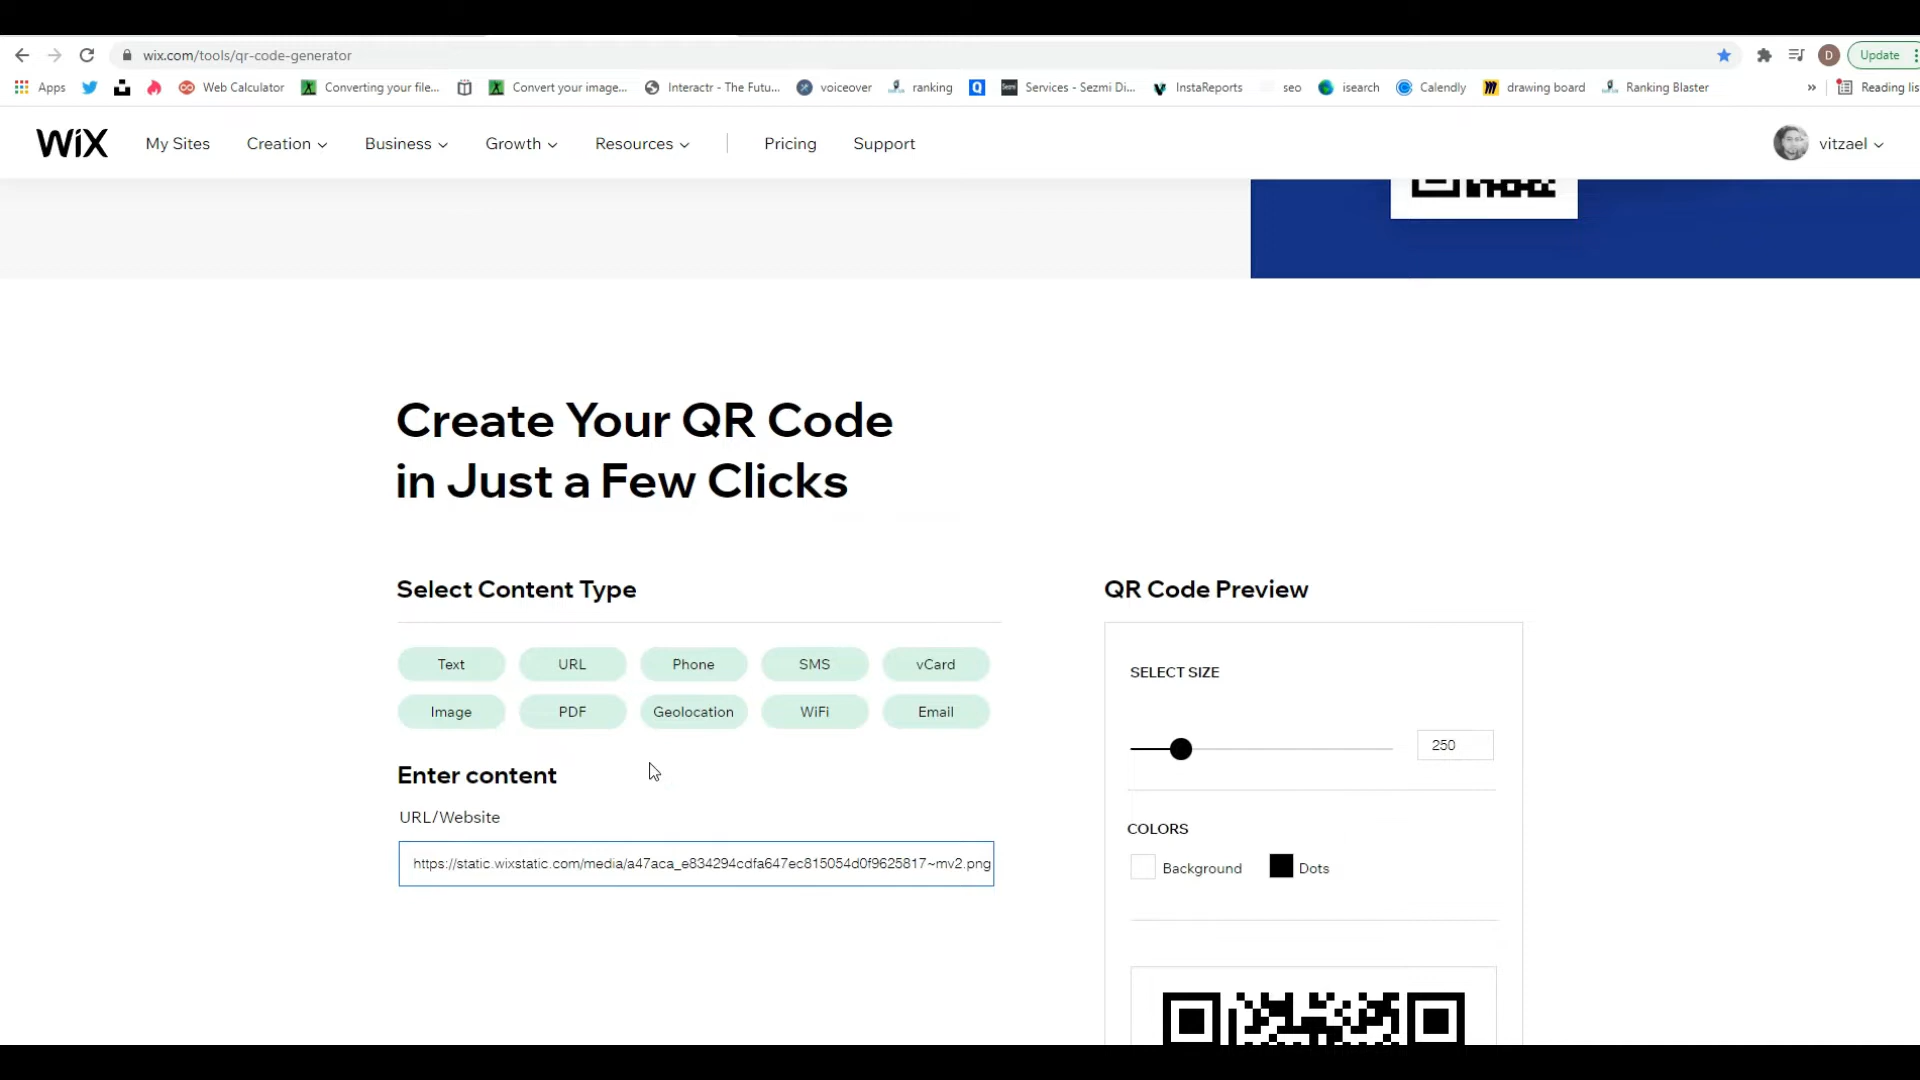 wix.com/tools/qr-code-generator
D
Update
Apps
Web Calculator
Converting your file...
Convert your image...
Interactr - The Futu...
voiceover
ranking
Q
Services - Sezmi Di...
InstaReports
seo
isearch
Calendly
drawing board
Ranking Blaster
»
Reading lis
WiX
My Sites
Creation
Business
Growth
Resources
Pricing
Support
vitzael
Create Your QR Code
in Just a Few Clicks
Select Content Type
QR Code Preview
Text
URL
Phone
SMS
vCard
Image
PDF
Geolocation
WiFi
Email
SELECT SIZE
250
Enter content
URL/Website
https://static.wixstatic.com/media/a47aca_e834294cdfa647ec815054d0f9625817~mv2.png
COLORS
Background
Dots